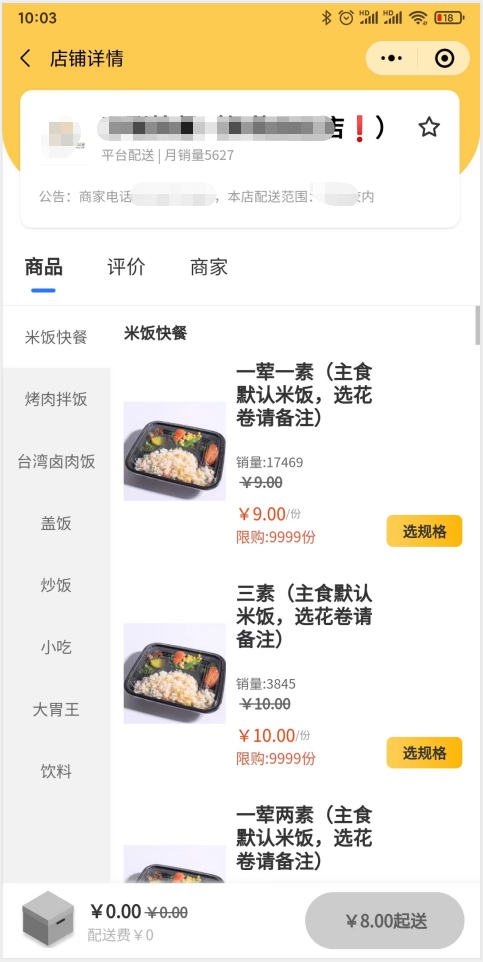 10:03
HD HD 18
店铺详情
店❗）
平台配送 | 月销量5627
公告：商家电话，本店配送范围：校内
商品 评价 商家
米饭快餐
烤肉拌饭
台湾卤肉饭
盖饭
炒饭
小吃
大胃王
饮料
米饭快餐
一荤一素（主食
默认米饭，选花
卷请备注）
销量:17469
￥9.00
￥9.00/份
限购:9999份
选规格
三素（主食默认
米饭，选花卷请
备注）
销量:3845
￥10.00
￥10.00/份
限购:9999份
选规格
一荤两素（主食
默认米饭，选花
卷请备注）
￥0.00 ￥0.00
配送费￥0
￥8.00起送